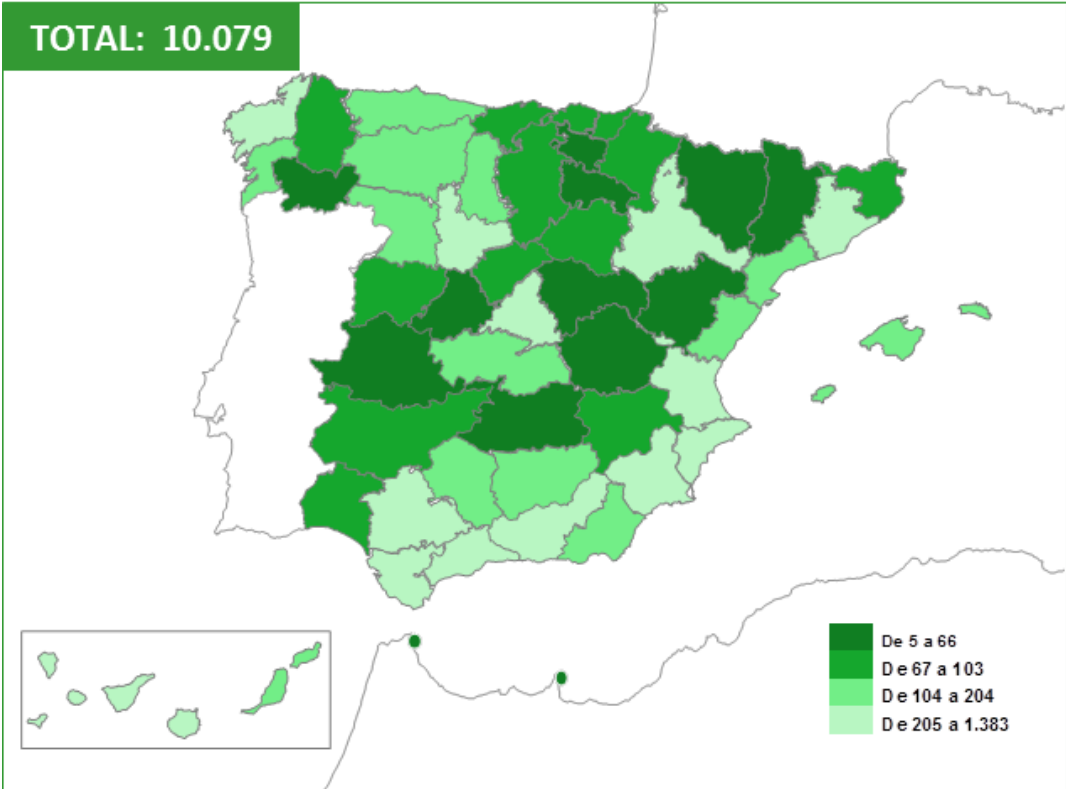 TOTAL: 10.079
De 5 a 66
De 67 a 103
De 104 a 204
De 205 a 1.383